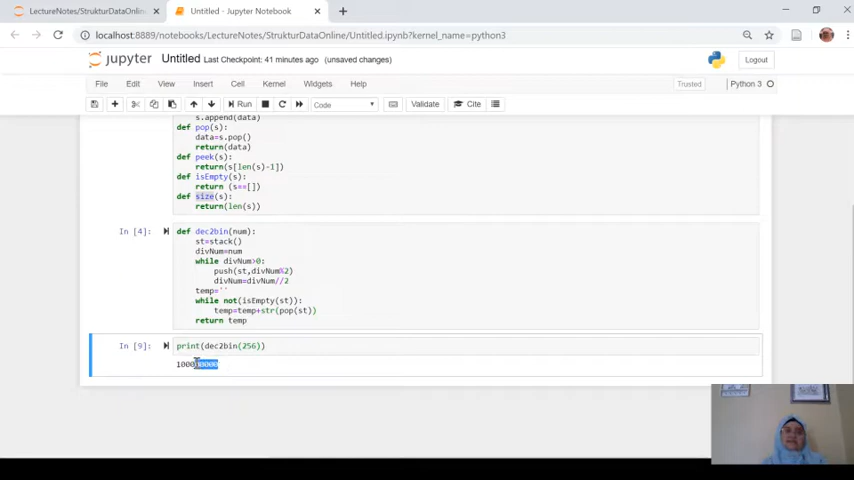 LectureNotes/StrukturDataOnline
Untitled - Jupyter Notebook
localhost:8889/notebooks/LectureNotes/StrukturDataOnline/Untitled.ipynb?kernel_name=python3
jupyter Untitled Last Checkpoint: 41 minutes ago (unsaved changes)
Logout
File Edit View Insert Cell Kernel Widgets Help
Trusted
Python 3
Run
Code
Validate
Cite
s.append(data)
def pop(s):
data=s.pop()
return(data)
def peek(s):
return(s[len(s)-1])
def isEmpty(s):
return (s==[])
def size(s):
return(len(s))
In [4]:
def dec2bin(num):
st=stack()
divNum=num
while divNum>0:
push(st,divNum%2)
divNum=divNum//2
temp=''
while not(isEmpty(st)):
temp=temp+str(pop(st))
return temp
In [9]:
print(dec2bin(256))
100000000